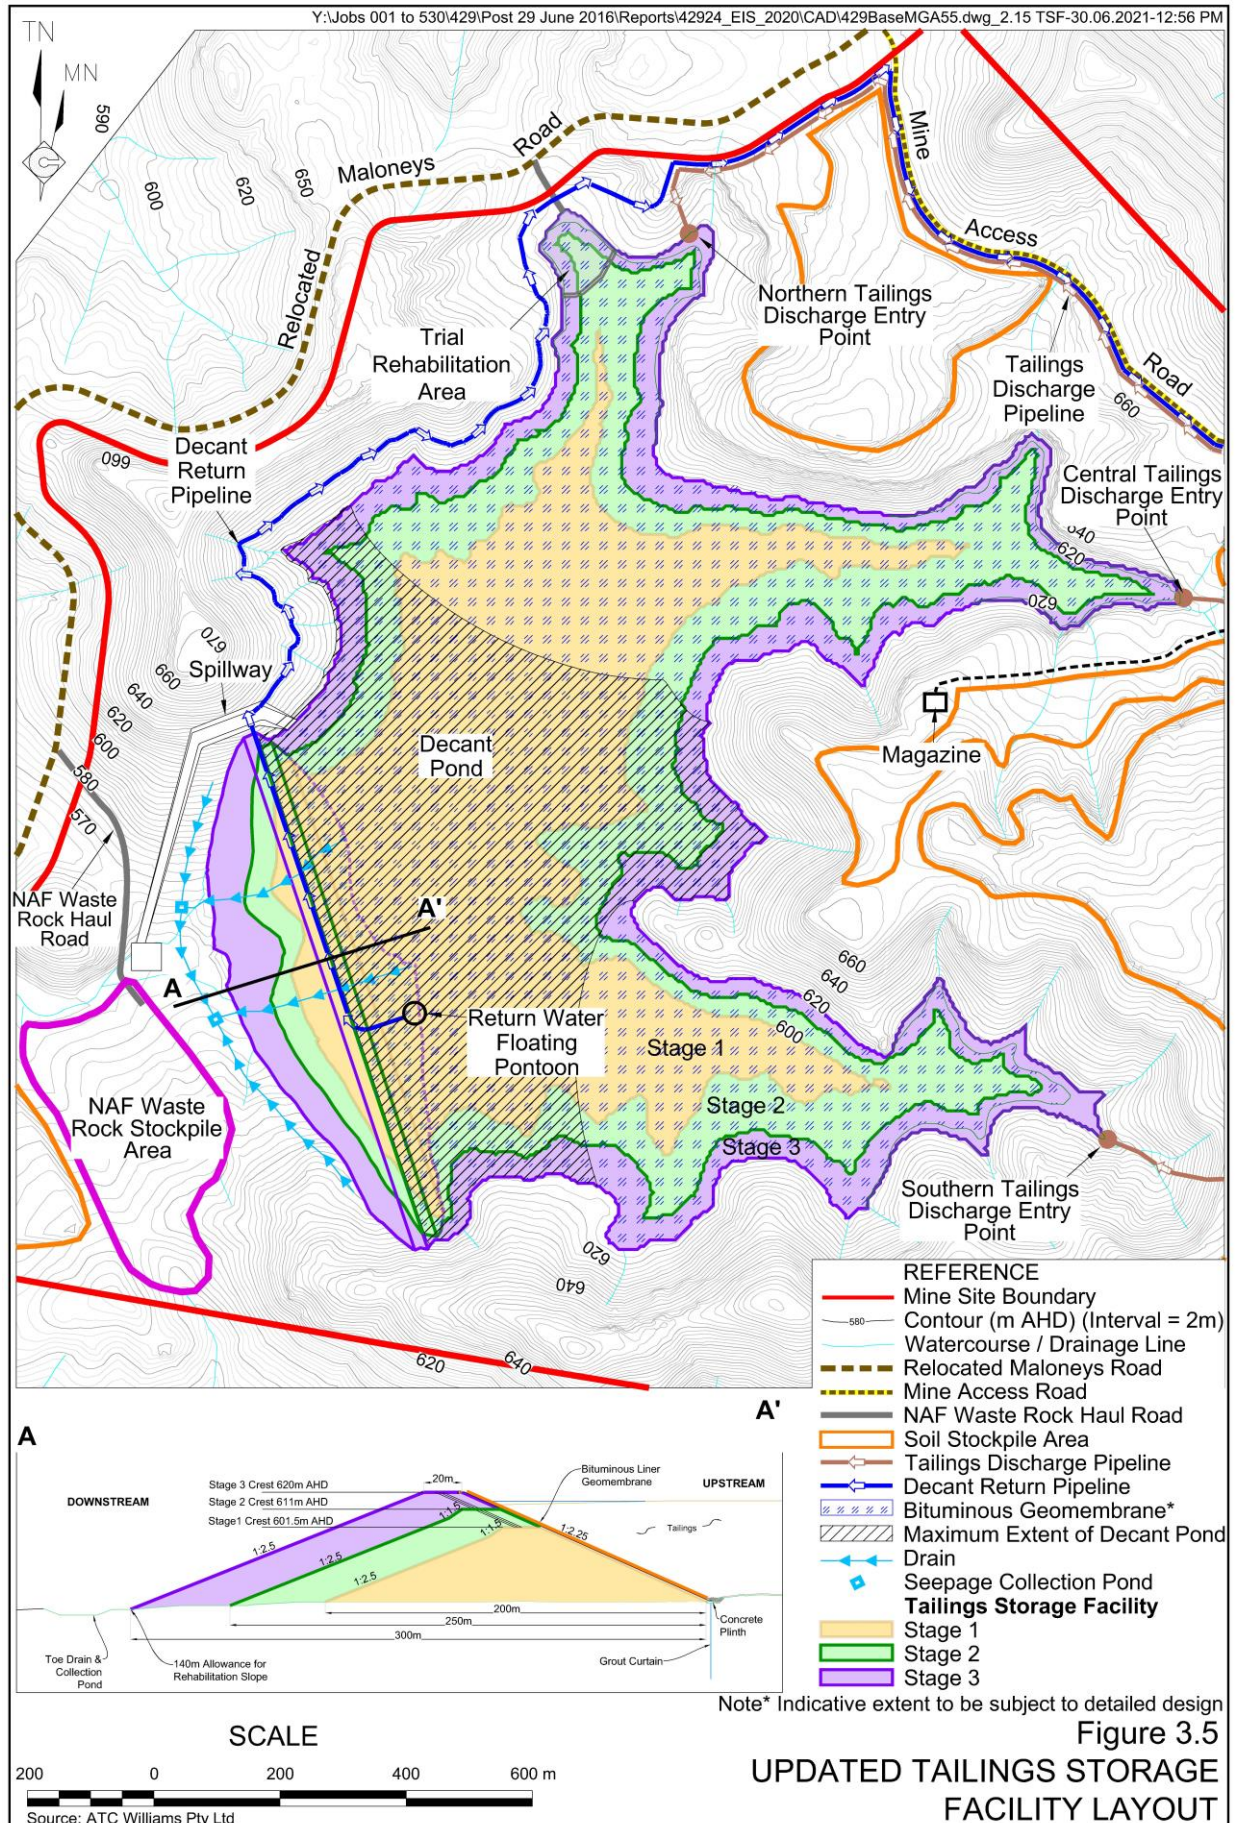 Y:\Jobs 001 to 530\429\Post 29 June 2016\Reports\42924_EIS_2020\CAD\429BaseMGA55.dwg_2.15 TSF-30.06.2021-12:56 PM
TN
MN
590
600
620
650
Maloneys
Road
Relocated
Mine
Access
Road
Trial
Rehabilitation
Area
Northern Tailings
Discharge Entry
Point
Tailings
Discharge
Pipeline
660
Decant
Return
Pipeline
660
Central Tailings
Discharge Entry
Point
640
620
620
670
Spillway
660
640
620
600
580
570
Decant
Pond
Magazine
NAF Waste
Rock Haul
Road
A'
A
Return Water
Floating
Pontoon
660
640
620
600
Stage 1
Stage 2
Stage 3
NAF Waste
Rock Stockpile
Area
Southern Tailings
Discharge Entry
Point
620
640
620
640
REFERENCE
Mine Site Boundary
580
Contour (m AHD) (Interval = 2m)
Watercourse / Drainage Line
Relocated Maloneys Road
Mine Access Road
NAF Waste Rock Haul Road
Soil Stockpile Area
Tailings Discharge Pipeline
Decant Return Pipeline
Bituminous Geomembrane*
Maximum Extent of Decant Pond
Drain
Seepage Collection Pond
Tailings Storage Facility
Stage 1
Stage 2
Stage 3
Note* Indicative extent to be subject to detailed design
A
A'
DOWNSTREAM
UPSTREAM
Stage 3 Crest 620m AHD
Stage 2 Crest 611m AHD
Stage1 Crest 601.5m AHD
20m
Bituminous Liner
Geomembrane
Tailings
1:1.5
1:1.5
1:2.25
1:2.5
1:2.5
1:2.5
200m
250m
300m
Concrete
Plinth
Toe Drain &
Collection
Pond
140m Allowance for
Rehabilitation Slope
Grout Curtain
SCALE
200 0 200 400 600 m
Source: ATC Williams Pty Ltd
Figure 3.5
UPDATED TAILINGS STORAGE
FACILITY LAYOUT